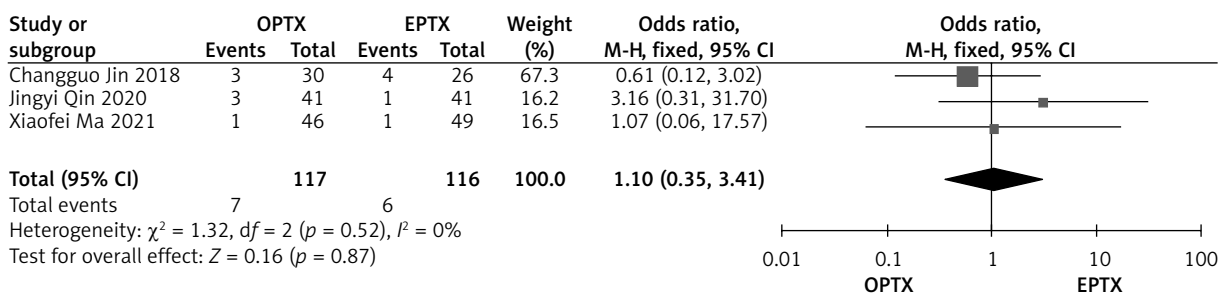 Study or OPTX EPTX Weight Odds ratio, Odds ratio,
subgroup Events Total Events Total (%) M-H, fixed, 95% CI M-H, fixed, 95% CI
Changguo Jin 2018 3 30 4 26 67.3 0.61 (0.12, 3.02)
Jingyi Qin 2020 3 41 1 41 16.2 3.16 (0.31, 31.70)
Xiaofei Ma 2021 1 46 1 49 16.5 1.07 (0.06, 17.57)
Total (95% CI) 117 116 100.0 1.10 (0.35, 3.41)
Total events 7 6
Heterogeneity: χ² = 1.32, df = 2 (p = 0.52), I² = 0%
Test for overall effect: Z = 0.16 (p = 0.87)
0.01 0.1 1 10 100
OPTX EPTX